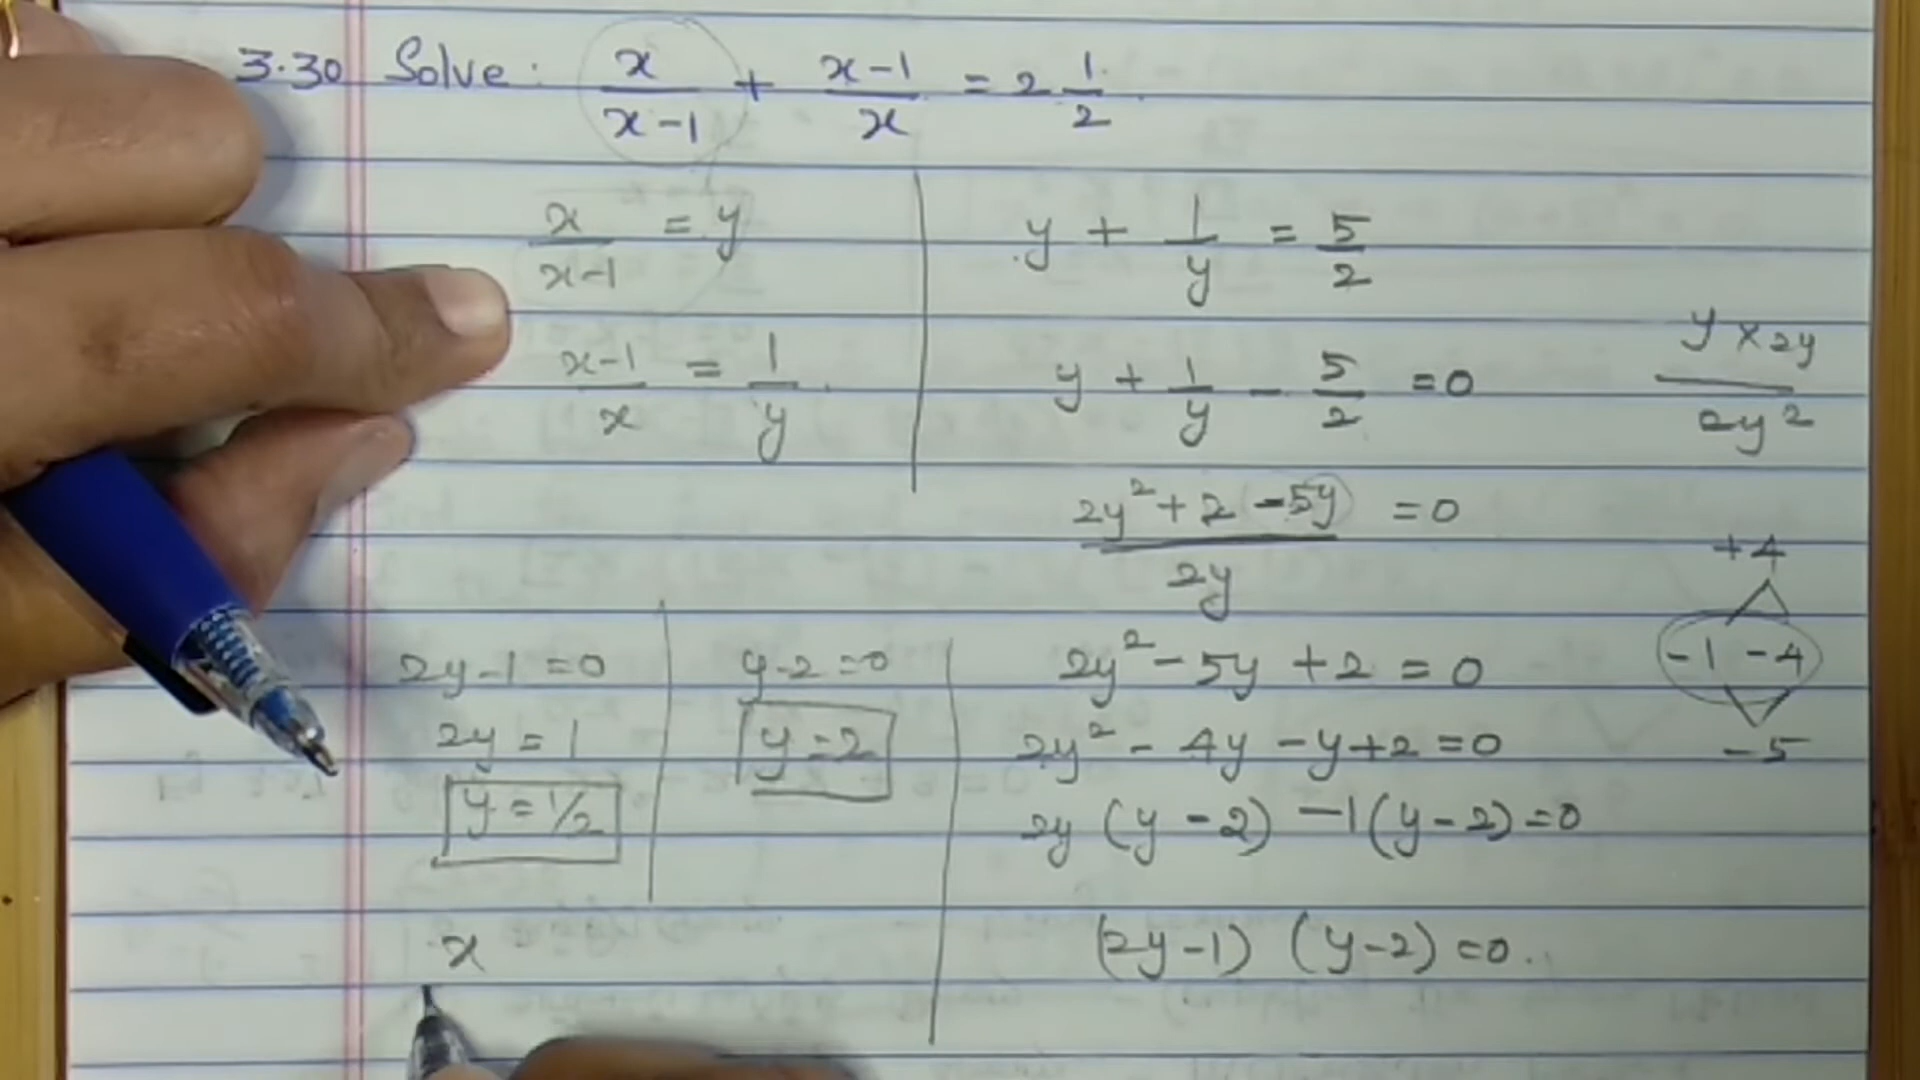 3.30 Solve: x/(x-1) + (x-1)/x = 2 1/2
x/(x-1) = y
(x-1)/x = 1/y
y + 1/y = 5/2
y + 1/y - 5/2 = 0
y × 2y / 2y²
(2y² + 2 - 5y)/2y = 0
+4
-1 -4
-5
2y² - 5y + 2 = 0
2y² - 4y - y + 2 = 0
2y (y - 2) - 1 (y - 2) = 0
(2y-1) (y-2) = 0.
2y-1 = 0
2y = 1
y = 1/2
y-2 = 0
y = 2
x